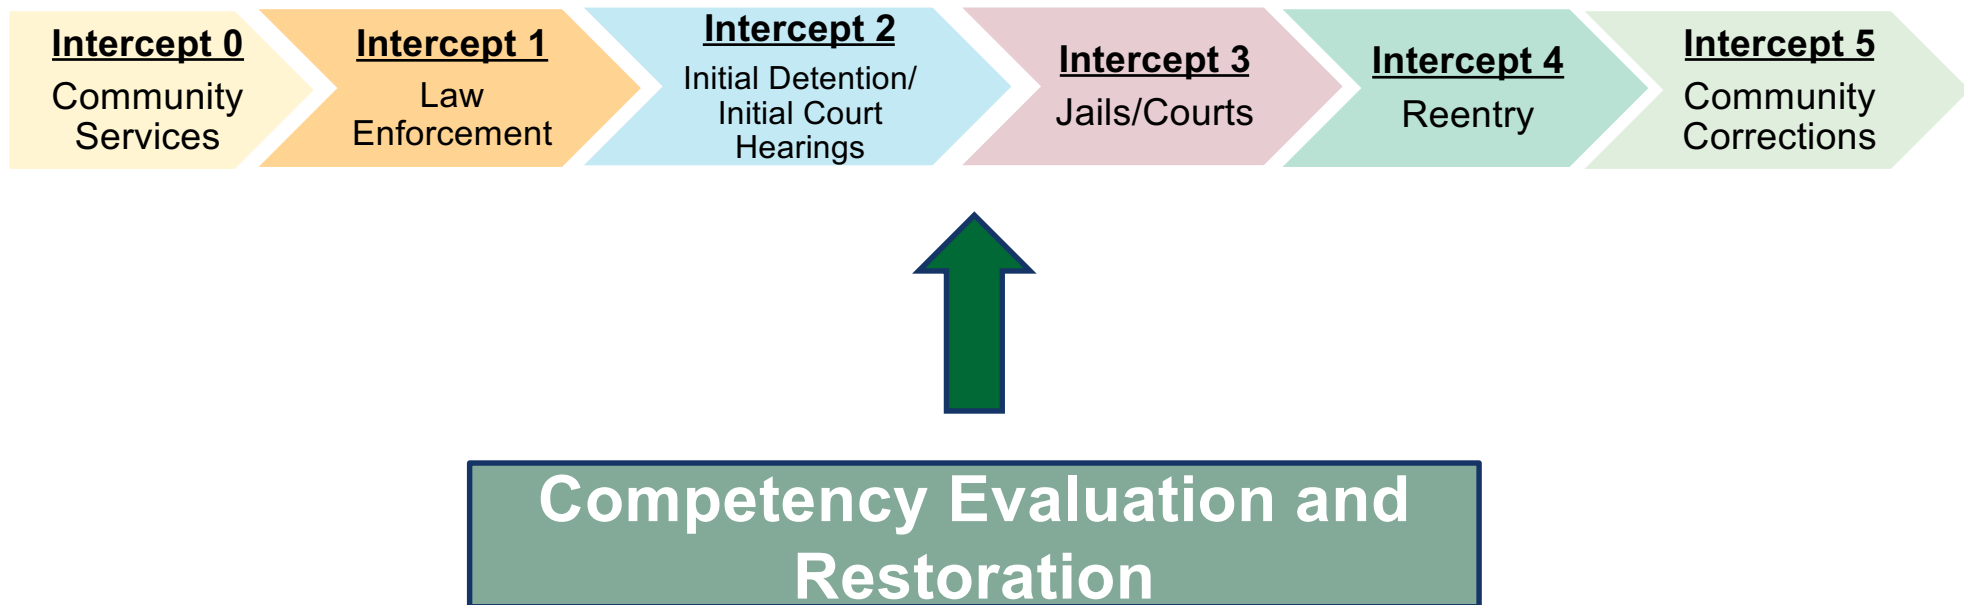 Intercept 0
Community
Services
Intercept 1
Law
Enforcement
Intercept 2
Initial Detention/
Initial Court
Hearings
Intercept 3
Jails/Courts
Intercept 4
Reentry
Intercept 5
Community
Corrections
Competency Evaluation and
Restoration